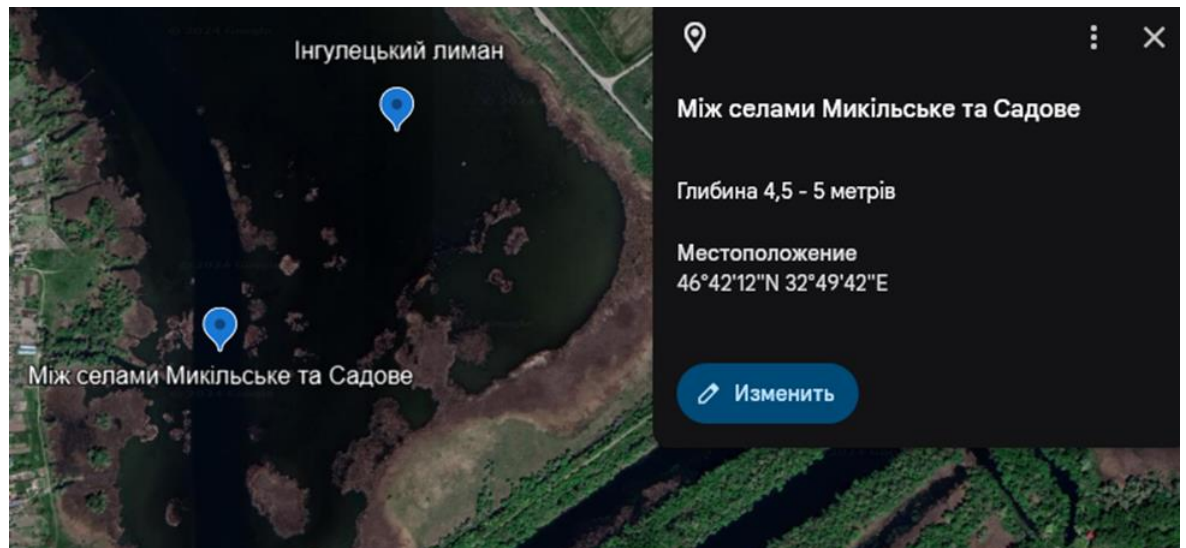 Інгулецький лиман
Між селами Микільське та Садове
Між селами Микільське та Садове
Глибина 4,5 - 5 метрів
Местоположение
46°42'12"N 32°49'42"E
Изменить